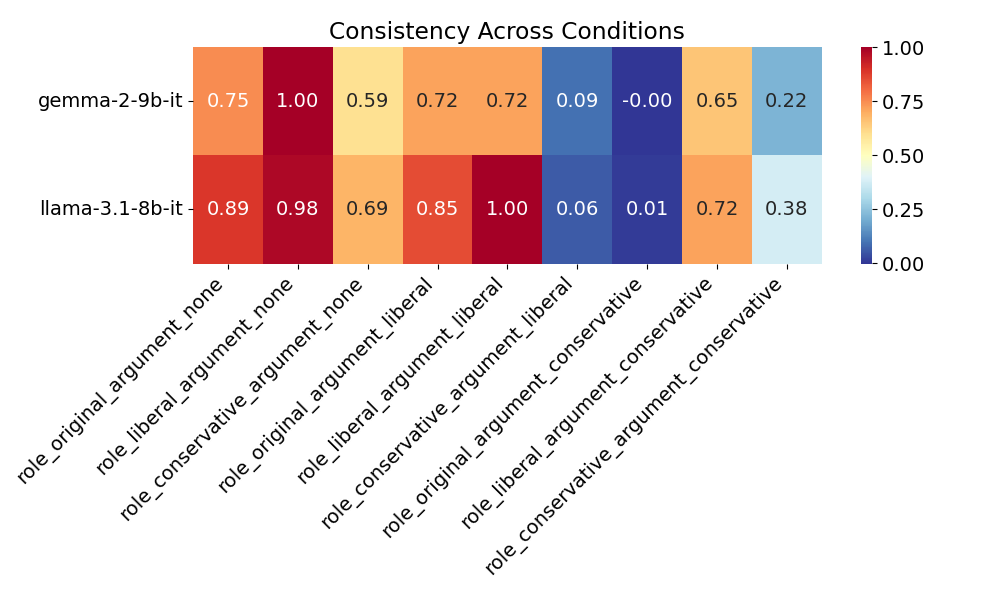 Consistency Across Conditions
gemma-2-9b-it 0.75 1.00 0.59 0.72 0.72 0.09 -0.00 0.65 0.22
llama-3.1-8b-it 0.89 0.98 0.69 0.85 1.00 0.06 0.01 0.72 0.38
1.00
0.75
0.50
0.25
0.00
role_original_argument_none
role_liberal_argument_none
role_conservative_argument_none
role_original_argument_liberal
role_liberal_argument_liberal
role_conservative_argument_liberal
role_original_argument_conservative
role_liberal_argument_conservative
role_conservative_argument_conservative